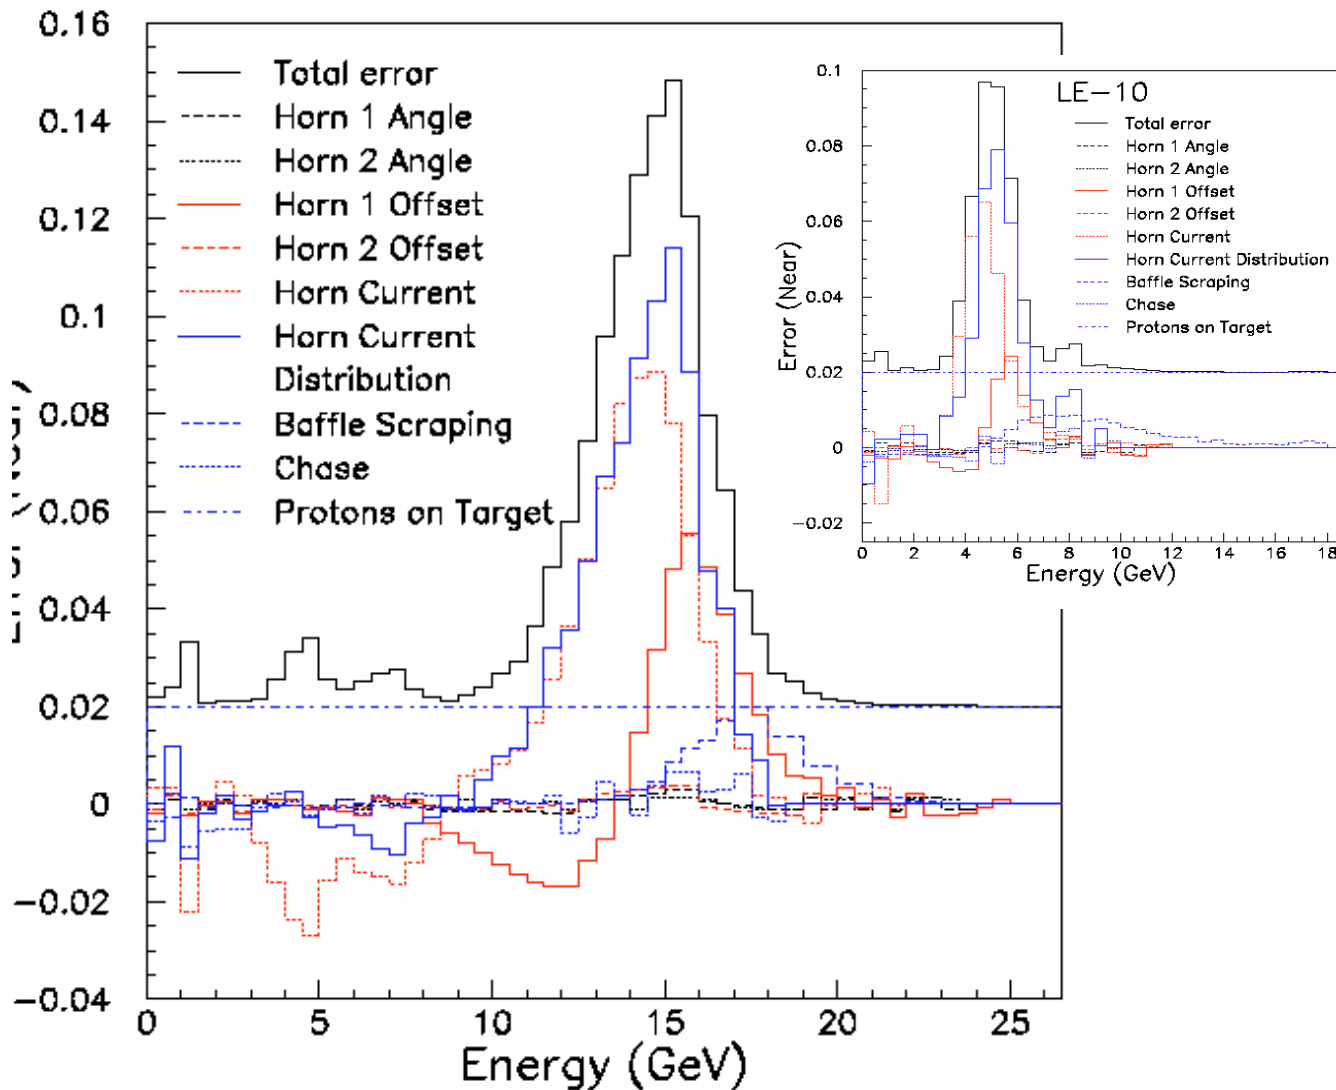 0.16
0.14
0.12
0.1
0.08
0.06
0.04
0.02
0
−0.02
−0.04
Total error
Horn 1 Angle
Horn 2 Angle
Horn 1 Offset
Horn 2 Offset
Horn Current
Horn Current
Distribution
Baffle Scraping
Chase
Protons on Target
0 5 10 15 20 25
Energy (GeV)
0.1
0.08
0.06
0.04
0.02
0
−0.02
Error (Near)
LE−10
Total error
Horn 1 Angle
Horn 2 Angle
Horn 1 Offset
Horn 2 Offset
Horn Current
Horn Current Distribution
Baffle Scraping
Chase
Protons on Target
0 2 4 6 8 10 12 14 16 18
Energy (GeV)